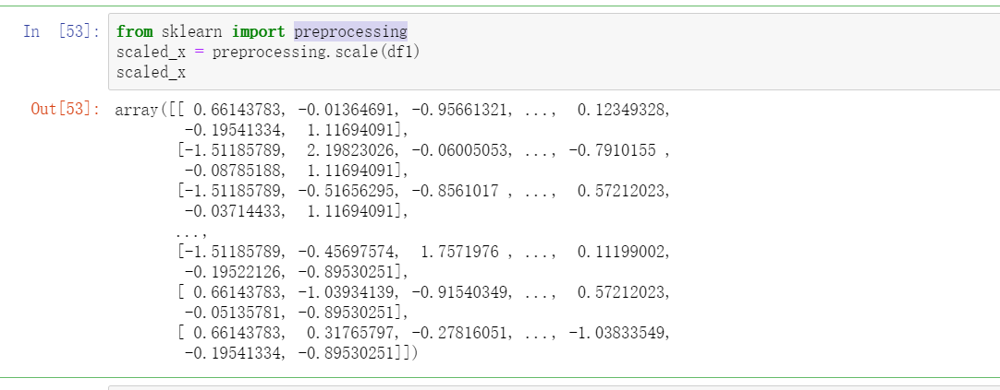 In [53]: from sklearn import preprocessing
scaled_x = preprocessing.scale(df1)
scaled_x
Out[53]: array([[ 0.66143783, -0.01364691, -0.95661321, ...,  0.12349328,
-0.19541334,  1.11694091],
[-1.51185789,  2.19823026, -0.06005053, ..., -0.7910155 ,
-0.08785188,  1.11694091],
[-1.51185789, -0.51656295, -0.8561017 , ...,  0.57212023,
-0.03714433,  1.11694091],
...,
[-1.51185789, -0.45697574,  1.7571976 , ...,  0.11199002,
-0.19522126, -0.89530251],
[ 0.66143783, -1.03934139, -0.91540349, ...,  0.57212023,
-0.05135781, -0.89530251],
[ 0.66143783,  0.31765797, -0.27816051, ..., -1.03833549,
-0.19541334, -0.89530251]])